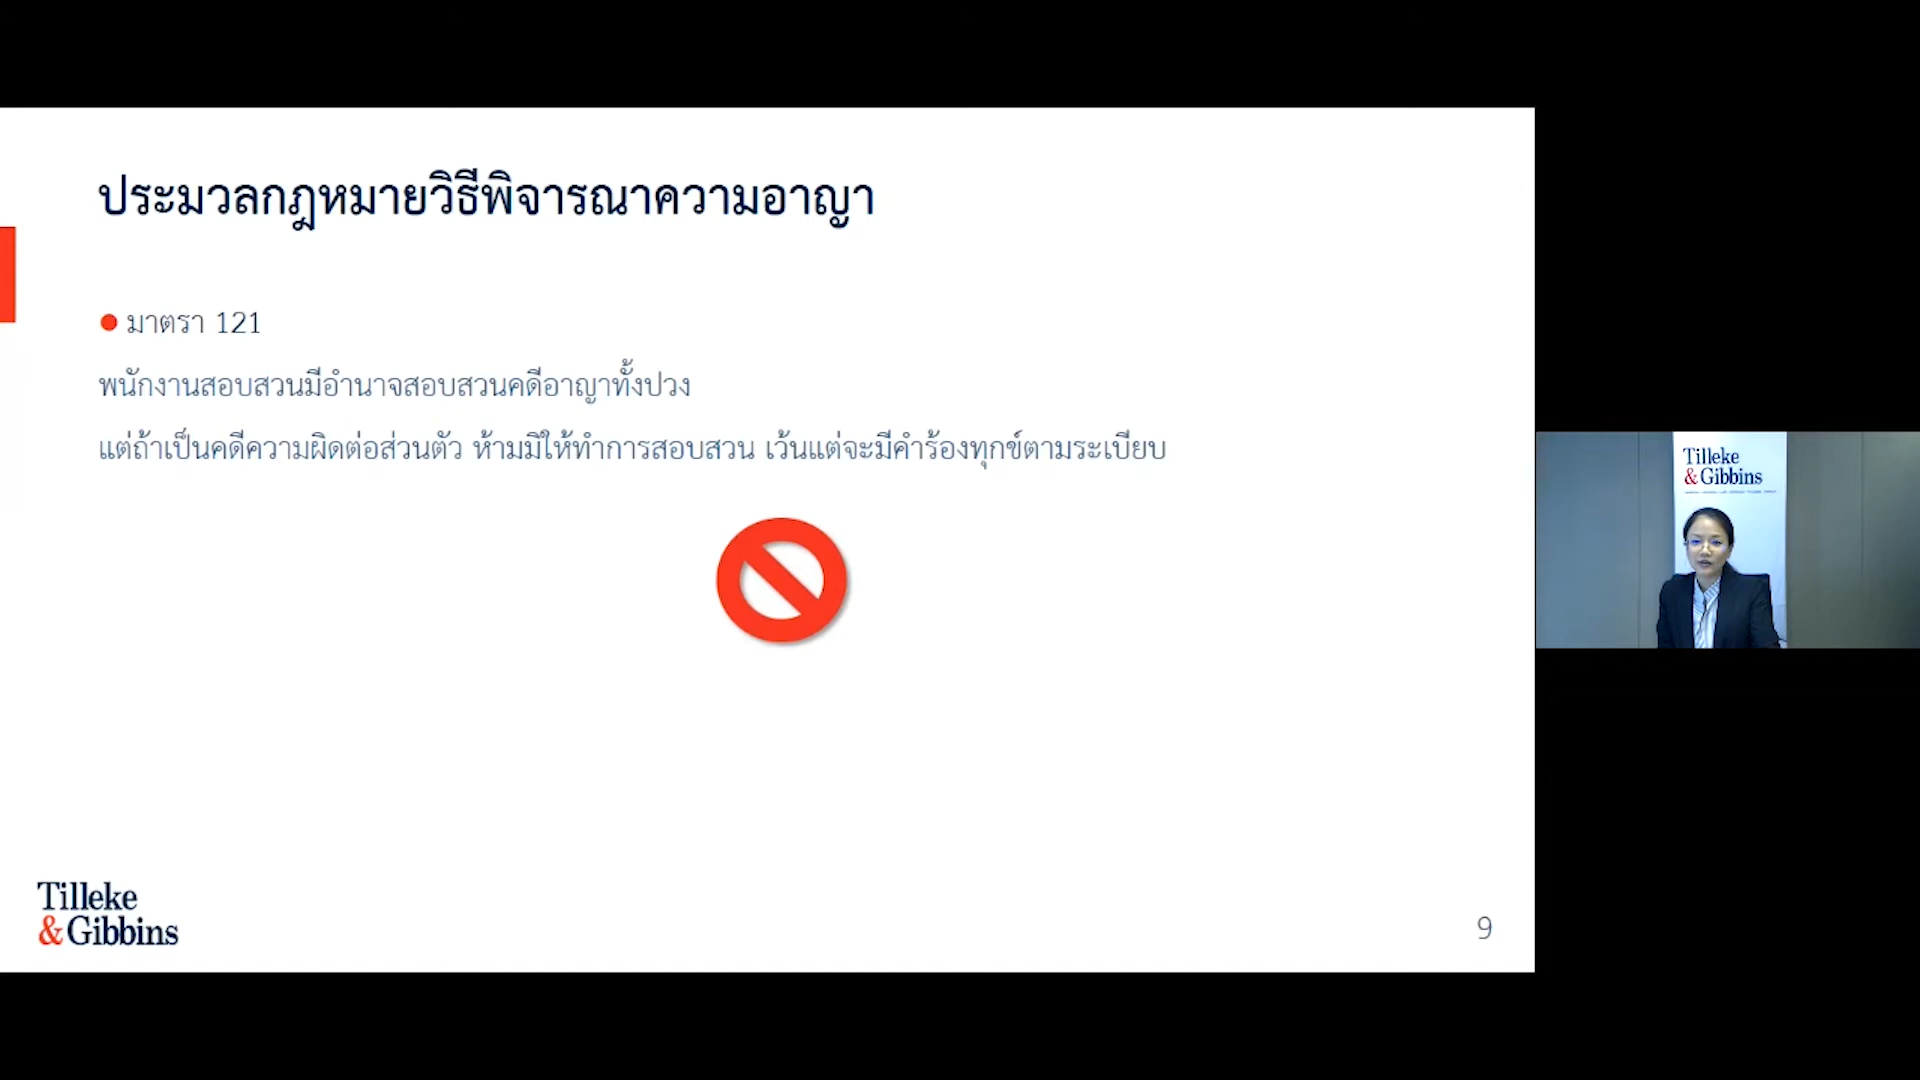 ประมวลกฎหมายวิธีพิจารณาความอาญา
มาตรา 121
พนักงานสอบสวนมีอำนาจสอบสวนคดีอาญาทั้งปวง
แต่ถ้าเป็นคดีความผิดต่อส่วนตัว ห้ามมิให้ทำการสอบสวน เว้นแต่จะมีคำร้องทุกข์ตามระเบียบ
Tilleke
& Gibbins
Tilleke
& Gibbins
9